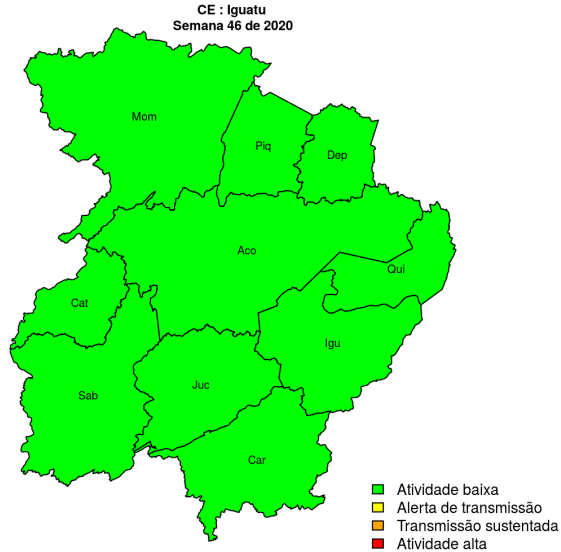 CE : Iguatu
Semana 46 de 2020
Mom
Piq
Dep
Aco
Qui
Cat
Igu
Juc
Sab
Car
Atividade baixa
Alerta de transmissão
Transmissão sustentada
Atividade alta